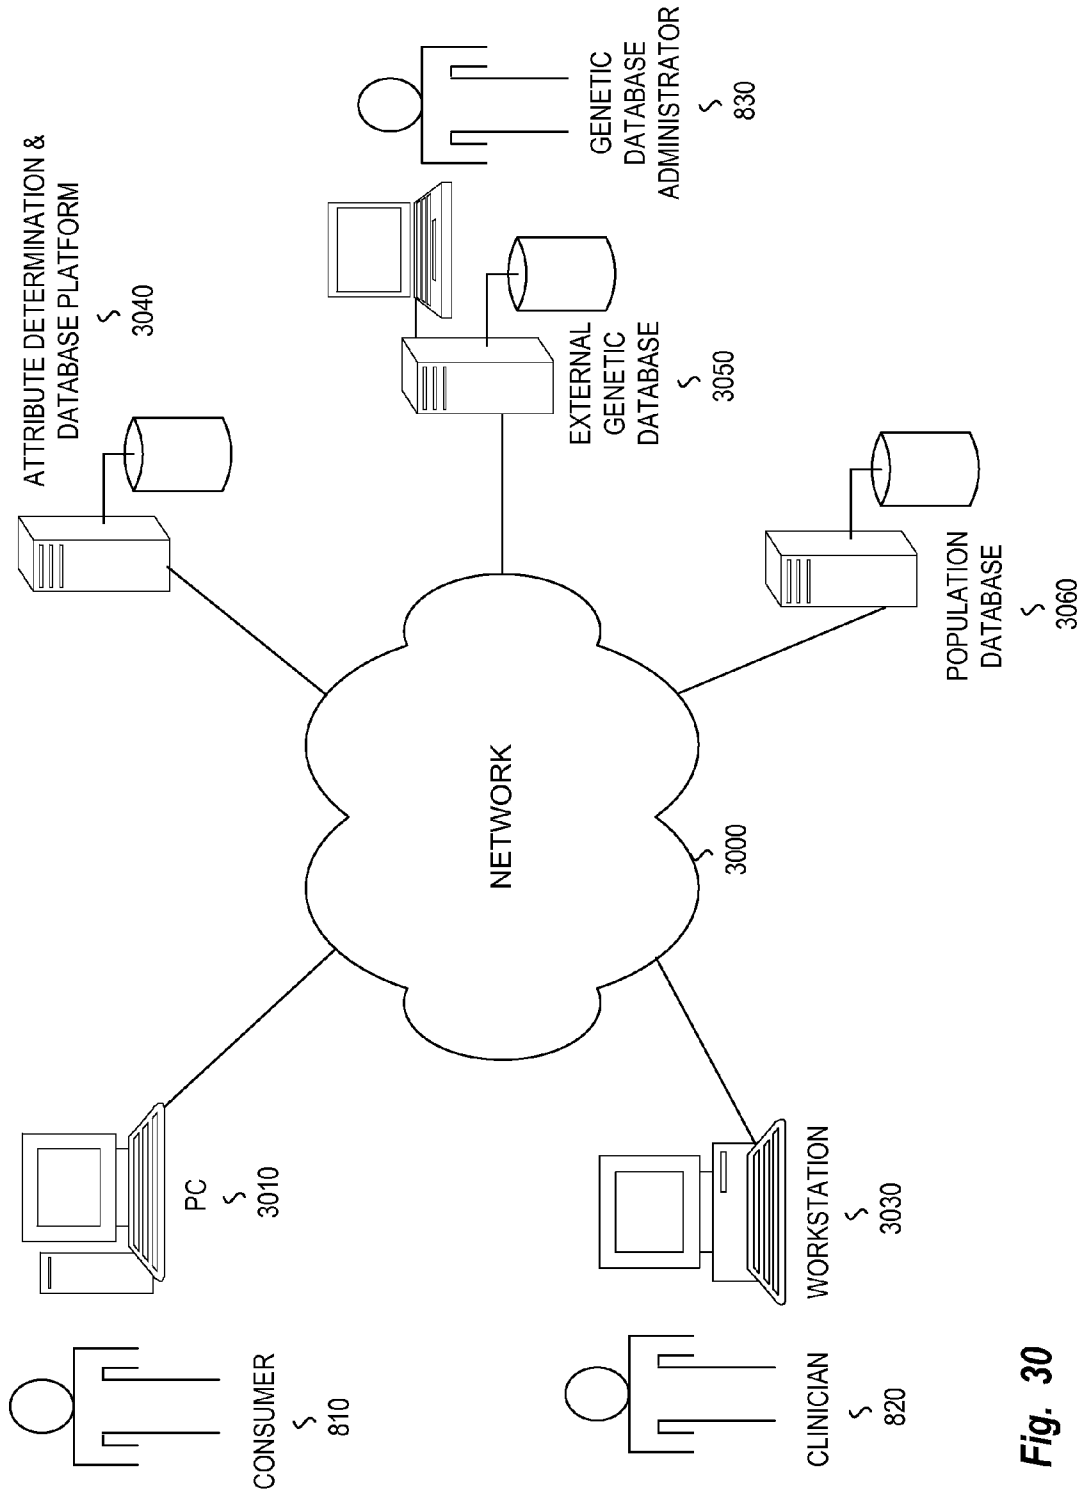 ATTRIBUTE DETERMINATION &
DATABASE PLATFORM
3040
CONSUMER
810
PC
3010
NETWORK
3000
EXTERNAL
GENETIC
DATABASE
3050
GENETIC
DATABASE
ADMINISTRATOR
830
CLINICIAN
820
WORKSTATION
3030
POPULATION
DATABASE
3060
Fig. 30